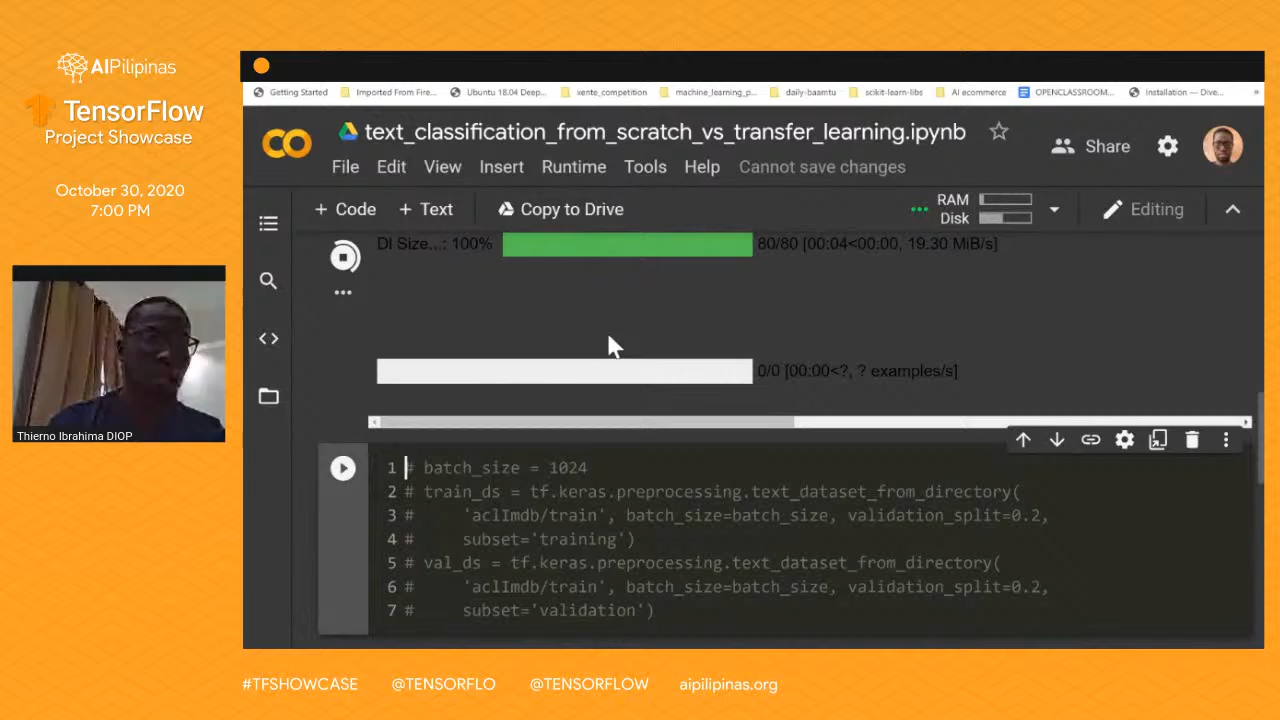 AIPilipinas
TensorFlow
Project Showcase
October 30, 2020
7:00 PM
Thierno Ibrahima DIOP
Getting Started
Imported From Fire...
Ubuntu 18.04 Deep...
xente_competition
machine_learning_p...
daily-baamtu
scikit-learn-libs
AI ecommerce
OPENCLASSROOM...
Installation — Dive...
»
text_classification_from_scratch_vs_transfer_learning.ipynb
Share
File Edit View Insert Runtime Tools Help Cannot save changes
+ Code + Text Copy to Drive
RAM
Disk
Editing
Dl Size...: 100% 80/80 [00:04<00:00, 19.30 MiB/s]
0/0 [00:00<?, ? examples/s]
1 # batch_size = 1024
2 # train_ds = tf.keras.preprocessing.text_dataset_from_directory(
3 #     'aclImdb/train', batch_size=batch_size, validation_split=0.2,
4 #     subset='training')
5 # val_ds = tf.keras.preprocessing.text_dataset_from_directory(
6 #     'aclImdb/train', batch_size=batch_size, validation_split=0.2,
7 #     subset='validation')
#TFSHOWCASE @TENSORFLO @TENSORFLOW aipilipinas.org